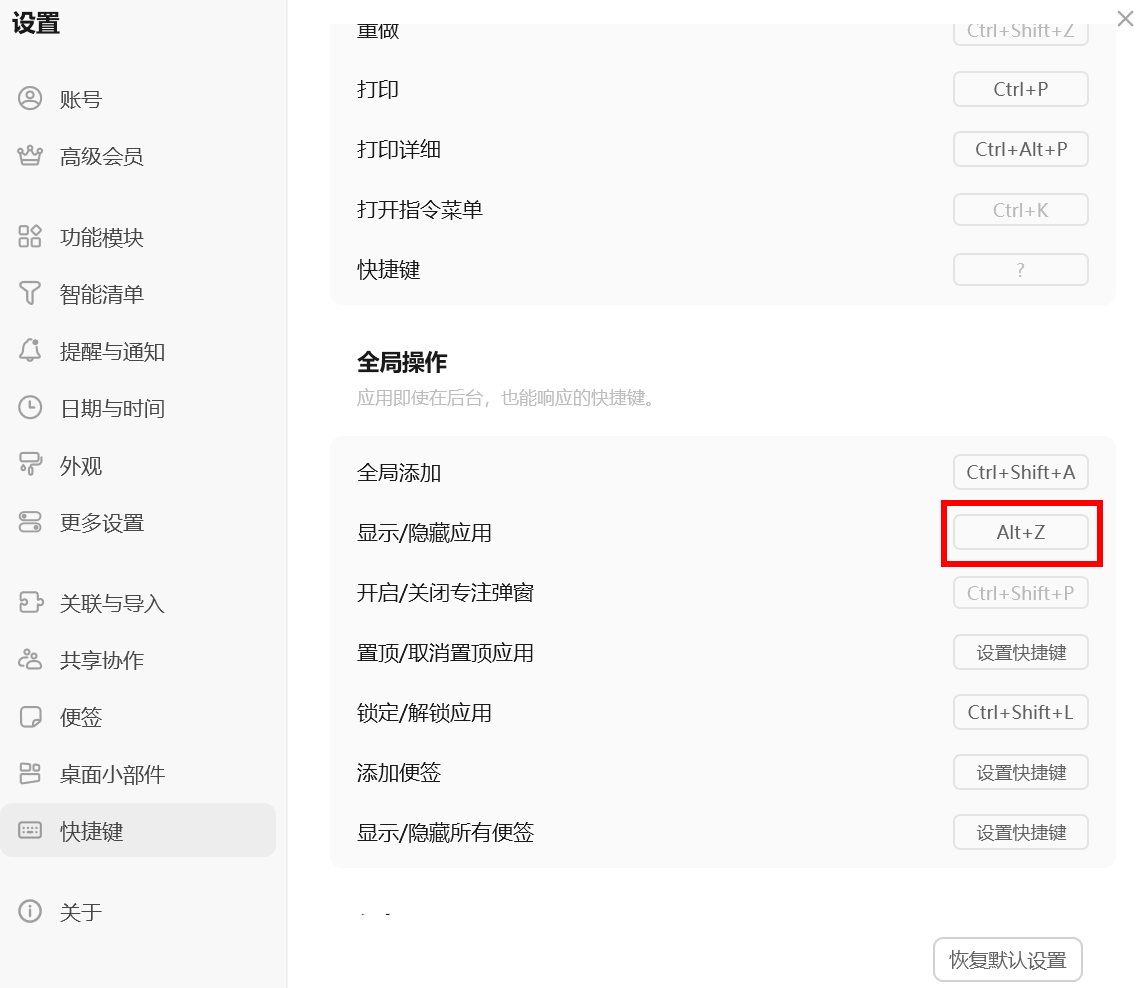 设置
账号
高级会员
功能模块
智能清单
提醒与通知
日期与时间
外观
更多设置
关联与导入
共享协作
便签
桌面小部件
快捷键
关于
重做 Ctrl+Shift+Z
打印 Ctrl+P
打印详细 Ctrl+Alt+P
打开指令菜单 Ctrl+K
快捷键 ?
全局操作
应用即使在后台，也能响应的快捷键。
全局添加 Ctrl+Shift+A
显示/隐藏应用 Alt+Z
开启/关闭专注弹窗 Ctrl+Shift+P
置顶/取消置顶应用 设置快捷键
锁定/解锁应用 Ctrl+Shift+L
添加便签 设置快捷键
显示/隐藏所有便签 设置快捷键
恢复默认设置